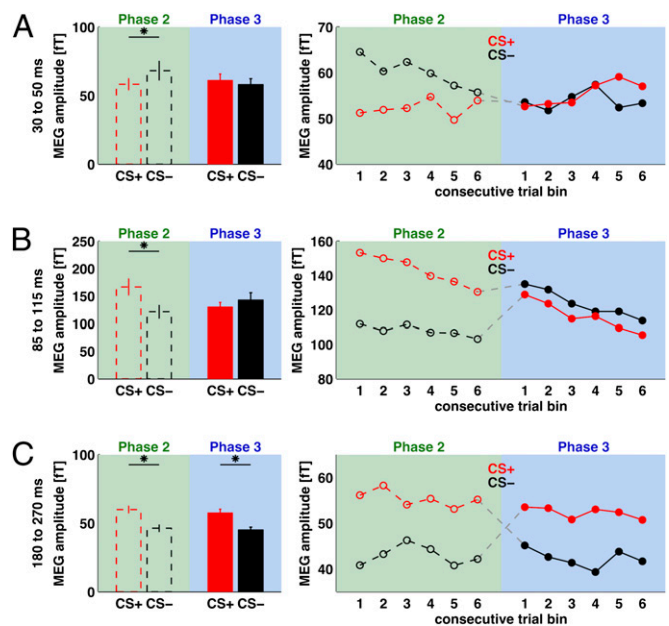 A
30 to 50 ms
MEG amplitude [fT]
Phase 2 Phase 3
*
100
50
0
CS+ CS− CS+ CS−
MEG amplitude [fT]
Phase 2 Phase 3
CS+
CS−
70
60
50
40
1 2 3 4 5 6 1 2 3 4 5 6
consecutive trial bin
B
85 to 115 ms
MEG amplitude [fT]
Phase 2 Phase 3
*
250
200
150
100
50
0
CS+ CS− CS+ CS−
MEG amplitude [fT]
Phase 2 Phase 3
CS+
CS−
160
140
120
100
80
1 2 3 4 5 6 1 2 3 4 5 6
consecutive trial bin
C
180 to 270 ms
MEG amplitude [fT]
Phase 2 Phase 3
* *
100
50
0
CS+ CS− CS+ CS−
MEG amplitude [fT]
Phase 2 Phase 3
CS+
CS−
70
60
50
40
1 2 3 4 5 6 1 2 3 4 5 6
consecutive trial bin